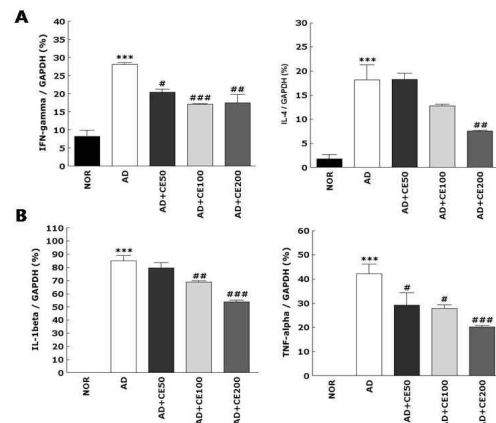 A
IFN-gamma / GAPDH (%)
40
35
30
25
20
15
10
5
0
***
#
###
##
NOR
AD
AD+CE50
AD+CE100
AD+CE200
IL-4 / GAPDH (%)
30
25
20
15
10
5
0
***
##
NOR
AD
AD+CE50
AD+CE100
AD+CE200
B
IL-1beta / GAPDH (%)
110
100
90
80
70
60
50
40
30
20
10
0
***
##
###
NOR
AD
AD+CE50
AD+CE100
AD+CE200
TNF-alpha / GAPDH (%)
60
50
40
30
20
10
0
***
#
#
###
NOR
AD
AD+CE50
AD+CE100
AD+CE200